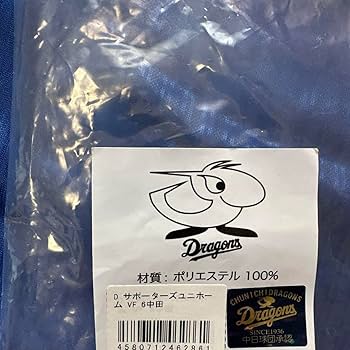 Dragons
材質：ポリエステル 100%
D サポーターズユニホー
ム VF 6中田
4580712462861
CHUNICHI DRAGONS
Dragons
SINCE1936
中日球団承認